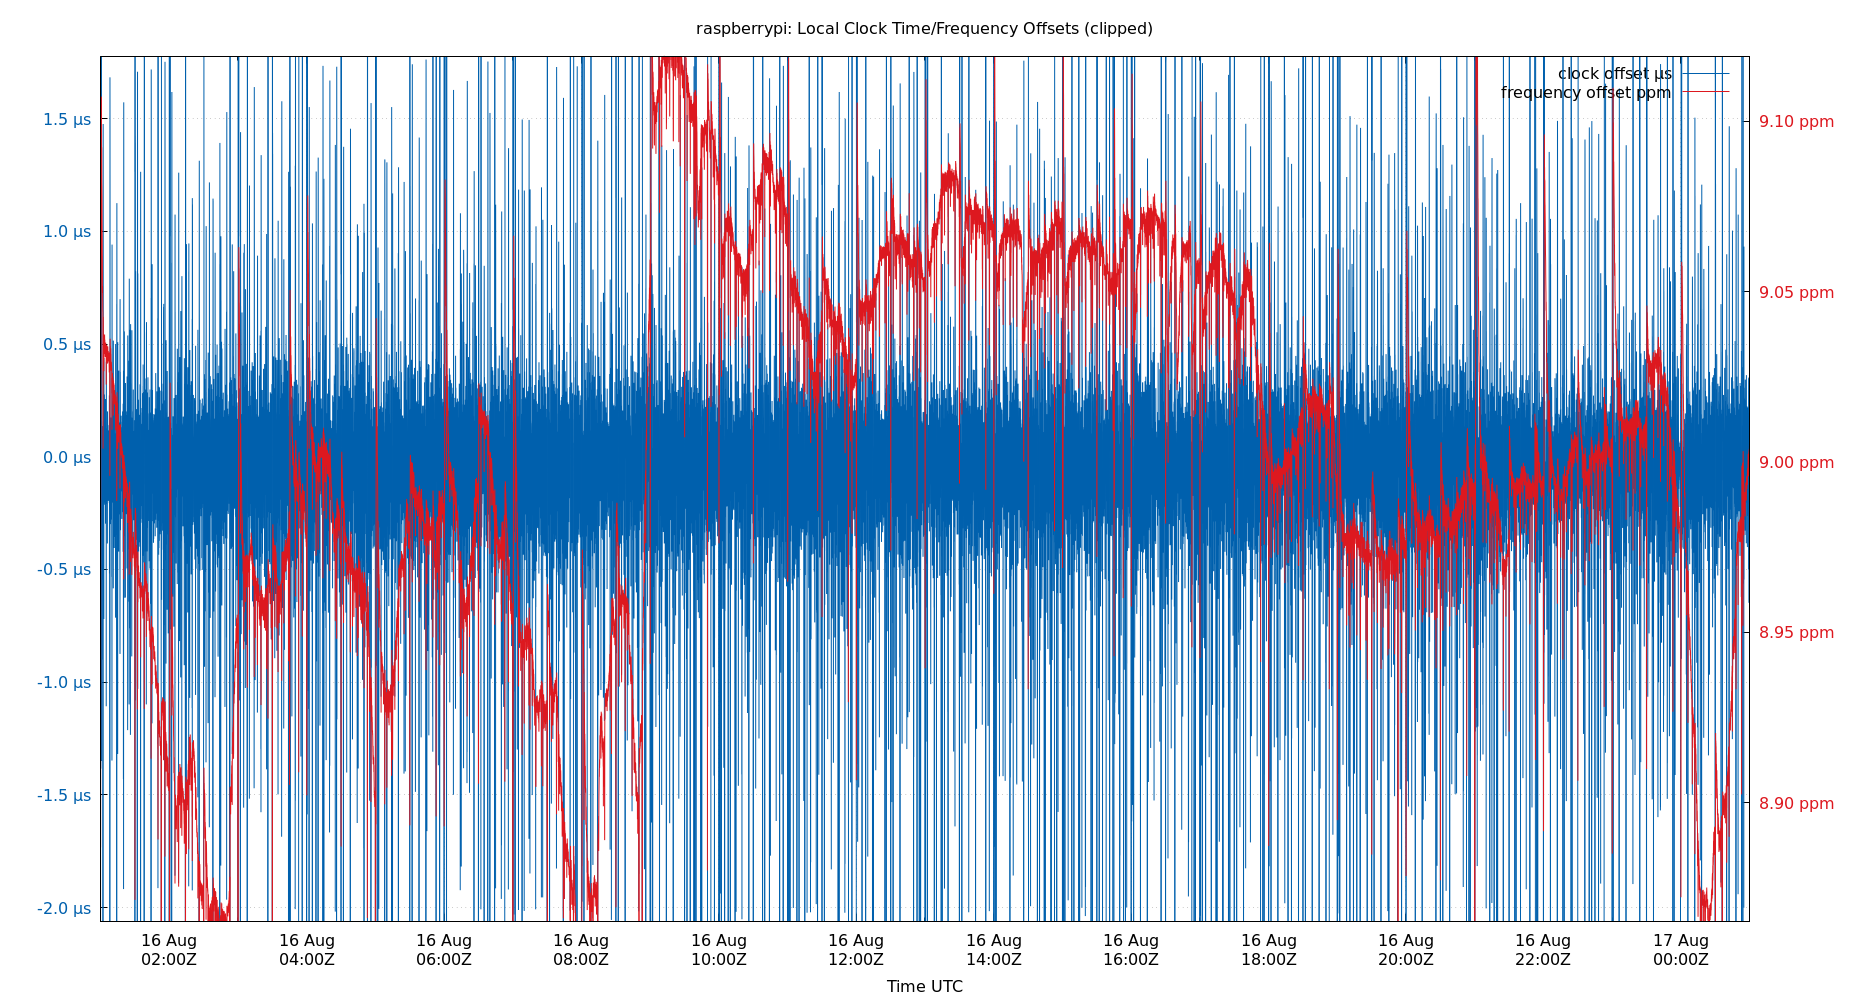 raspberrypi: Local Clock Time/Frequency Offsets (clipped)
clock offset µs
frequency offset ppm
1.5 µs
1.0 µs
0.5 µs
0.0 µs
-0.5 µs
-1.0 µs
-1.5 µs
-2.0 µs
9.10 ppm
9.05 ppm
9.00 ppm
8.95 ppm
8.90 ppm
16 Aug 16 Aug 16 Aug 16 Aug 16 Aug 16 Aug 16 Aug 16 Aug 16 Aug 16 Aug 16 Aug 17 Aug
02:00Z 04:00Z 06:00Z 08:00Z 10:00Z 12:00Z 14:00Z 16:00Z 18:00Z 20:00Z 22:00Z 00:00Z
Time UTC